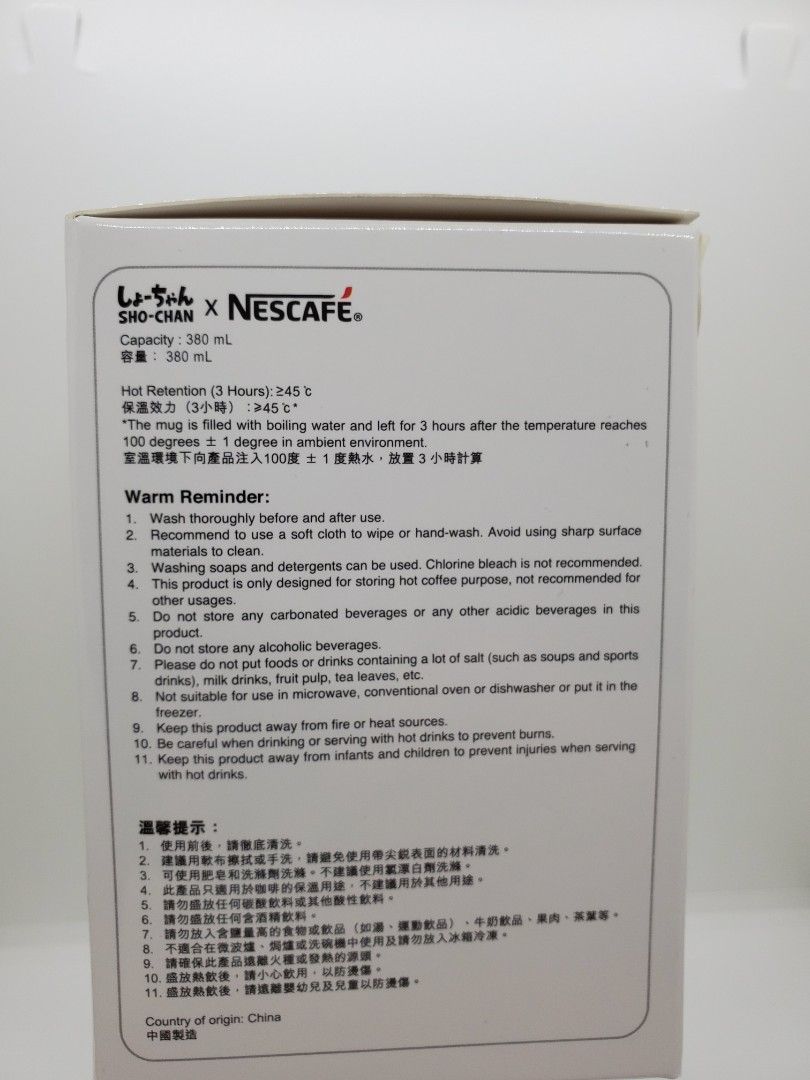 しょーちゃん
SHO-CHAN X NESCAFÉ®
Capacity : 380 mL
容量： 380 mL
Hot Retention (3 Hours): ≥45℃
保溫效力（3小時）：≥45℃*
*The mug is filled with boiling water and left for 3 hours after the temperature reaches
100 degrees ± 1 degree in ambient environment.
室溫環境下向產品注入100度 ± 1 度熱水，放置 3 小時計算
Warm Reminder:
1. Wash thoroughly before and after use.
2. Recommend to use a soft cloth to wipe or hand-wash. Avoid using sharp surface
materials to clean.
3. Washing soaps and detergents can be used. Chlorine bleach is not recommended.
4. This product is only designed for storing hot coffee purpose, not recommended for
other usages.
5. Do not store any carbonated beverages or any other acidic beverages in this
product.
6. Do not store any alcoholic beverages.
7. Please do not put foods or drinks containing a lot of salt (such as soups and sports
drinks), milk drinks, fruit pulp, tea leaves, etc.
8. Not suitable for use in microwave, conventional oven or dishwasher or put it in the
freezer.
9. Keep this product away from fire or heat sources.
10. Be careful when drinking or serving with hot drinks to prevent burns.
11. Keep this product away from infants and children to prevent injuries when serving
with hot drinks.
溫馨提示：
1. 使用前後，請徹底清洗。
2. 建議用軟布擦拭或手洗，請避免使用帶尖銳表面的材料清洗。
3. 可使用肥皂和洗滌劑洗滌。不建議使用氯漂白劑洗滌。
4. 此產品只適用於咖啡的保溫用途，不建議用於其他用途。
5. 請勿盛放任何碳酸飲料或其他酸性飲料。
6. 請勿盛放任何含酒精飲料。
7. 請勿放入含鹽量高的食物或飲品（如湯、運動飲品）、牛奶飲品、果肉、茶葉等。
8. 不適合在微波爐、焗爐或洗碗機中使用及請勿放入冰箱冷凍。
9. 請確保此產品遠離火種或發熱的源頭。
10. 盛放熱飲後，請小心飲用，以防燙傷。
11. 盛放熱飲後，請遠離嬰幼兒及兒童以防燙傷。
Country of origin: China
中國製造